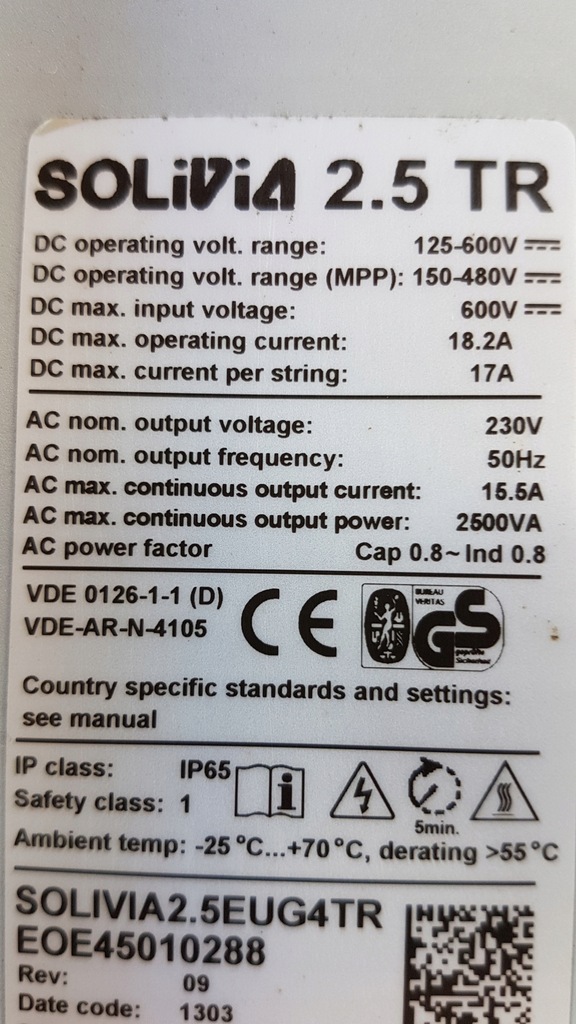 SOLiViA 2.5 TR
DC operating volt. range: 125-600V
DC operating volt. range (MPP): 150-480V
DC max. input voltage: 600V
DC max. operating current: 18.2A
DC max. current per string: 17A
AC nom. output voltage: 230V
AC nom. output frequency: 50Hz
AC max. continuous output current: 15.5A
AC max. continuous output power: 2500VA
AC power factor Cap 0.8~Ind 0.8
VDE 0126-1-1 (D)
VDE-AR-N-4105
CE
BUREAU
VERITAS
GS
geprüfte
Sicherheit
Country specific standards and settings:
see manual
IP class: IP65
Safety class: 1
i
5min.
Ambient temp: -25°C...+70°C, derating >55°C
SOLIVIA2.5EUG4TR
EOE45010288
Rev: 09
Date code: 1303